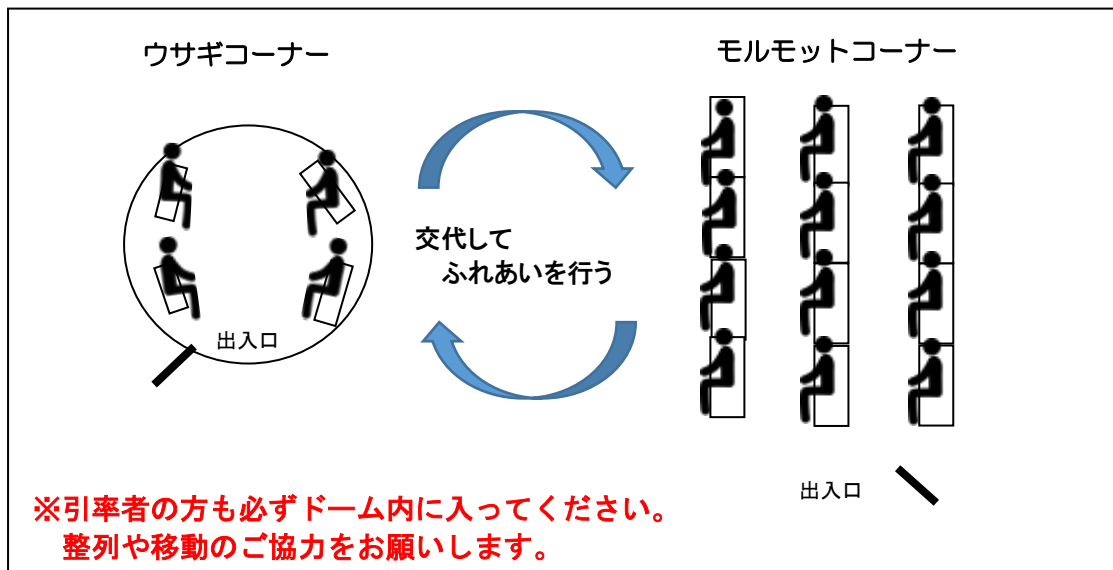 ウサギコーナー
モルモットコーナー
交代して
ふれあいを行う
出入口
出入口
※引率者の方も必ずドーム内に入ってください。
整列や移動のご協力をお願いします。